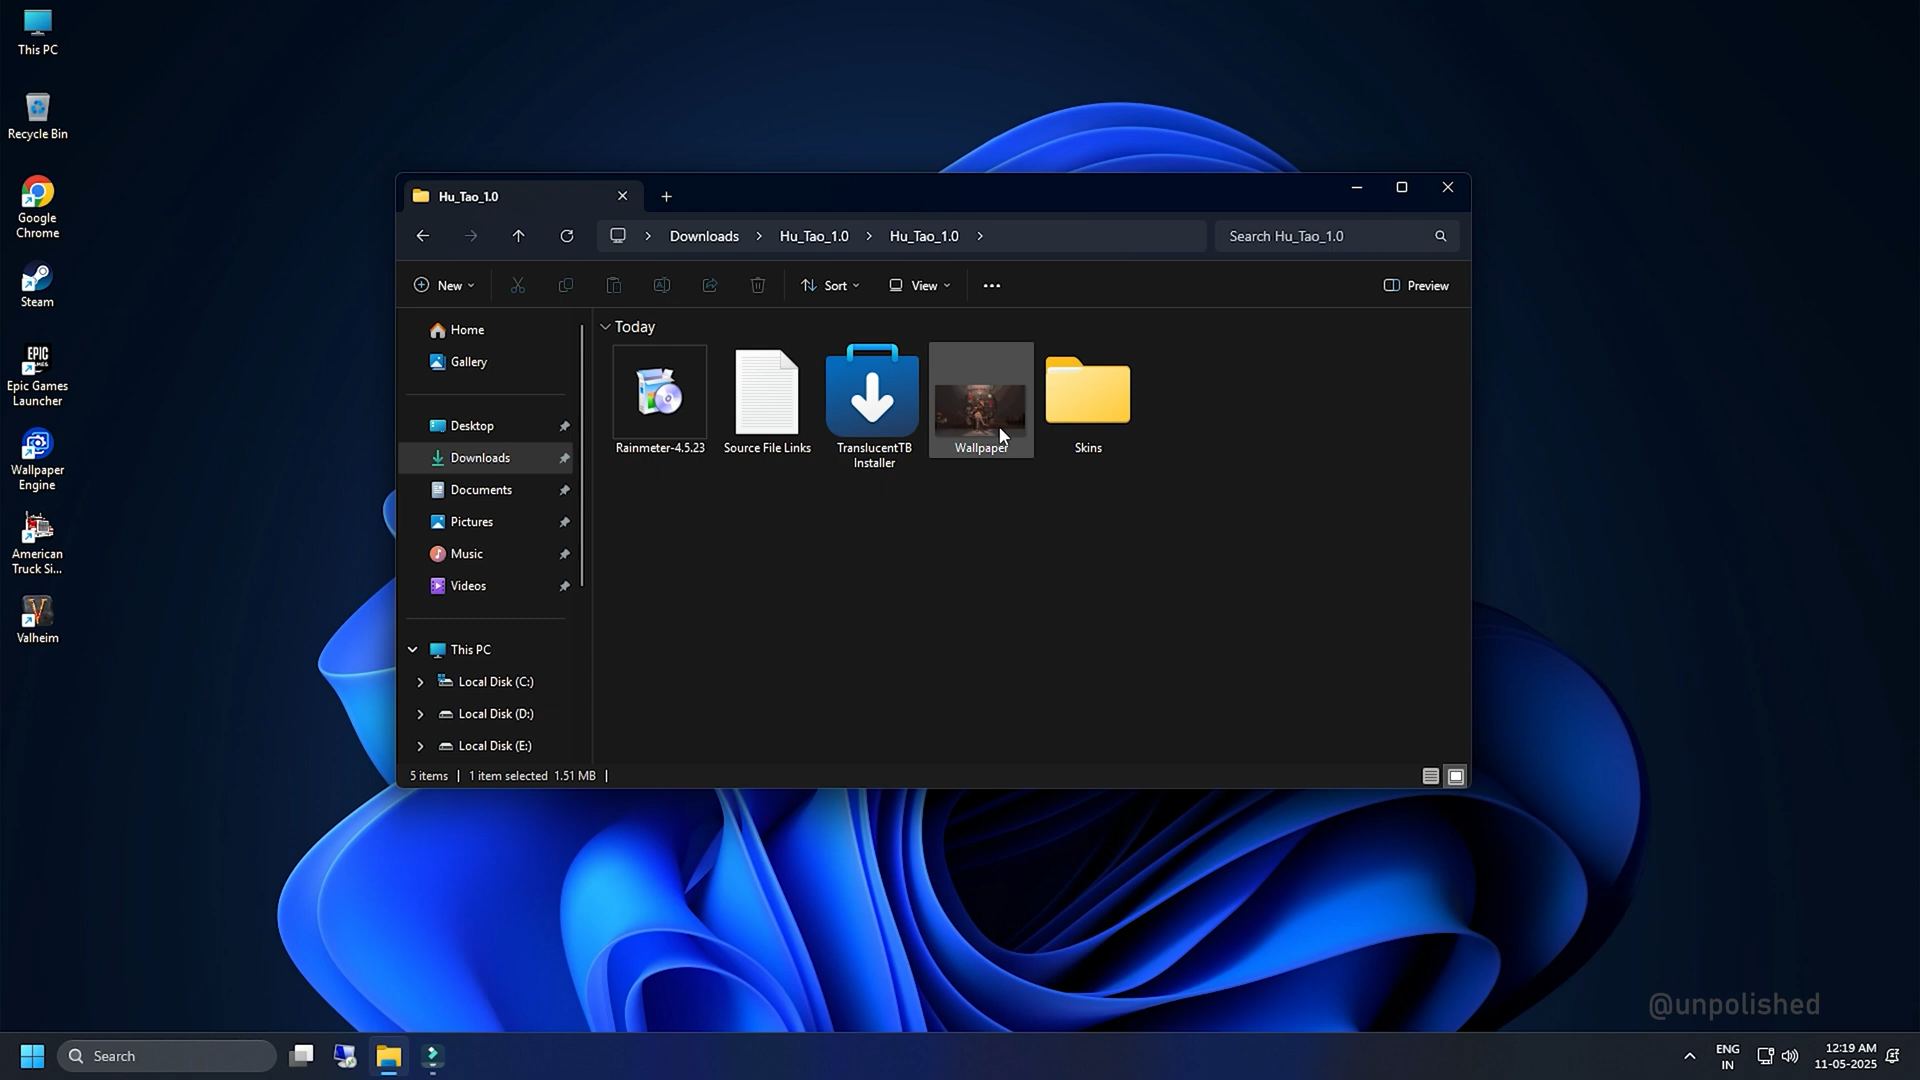 This PC
Recycle Bin
Google
Chrome
Steam
EPIC
GAMES
Epic Games
Launcher
Wallpaper
Engine
American
Truck Si...
Valheim
Hu_Tao_1.0
Downloads
Hu_Tao_1.0
Hu_Tao_1.0
Search Hu_Tao_1.0
New
Sort
View
Preview
Home
Gallery
Desktop
Downloads
Documents
Pictures
Music
Videos
This PC
Local Disk (C:)
Local Disk (D:)
Local Disk (E:)
Today
Rainmeter-4.5.23
Source File Links
TranslucentTB
Installer
Wallpaper
Skins
5 items | 1 item selected 1.51 MB |
@unpolished
Search
ENG
IN
12:19 AM
11-05-2025